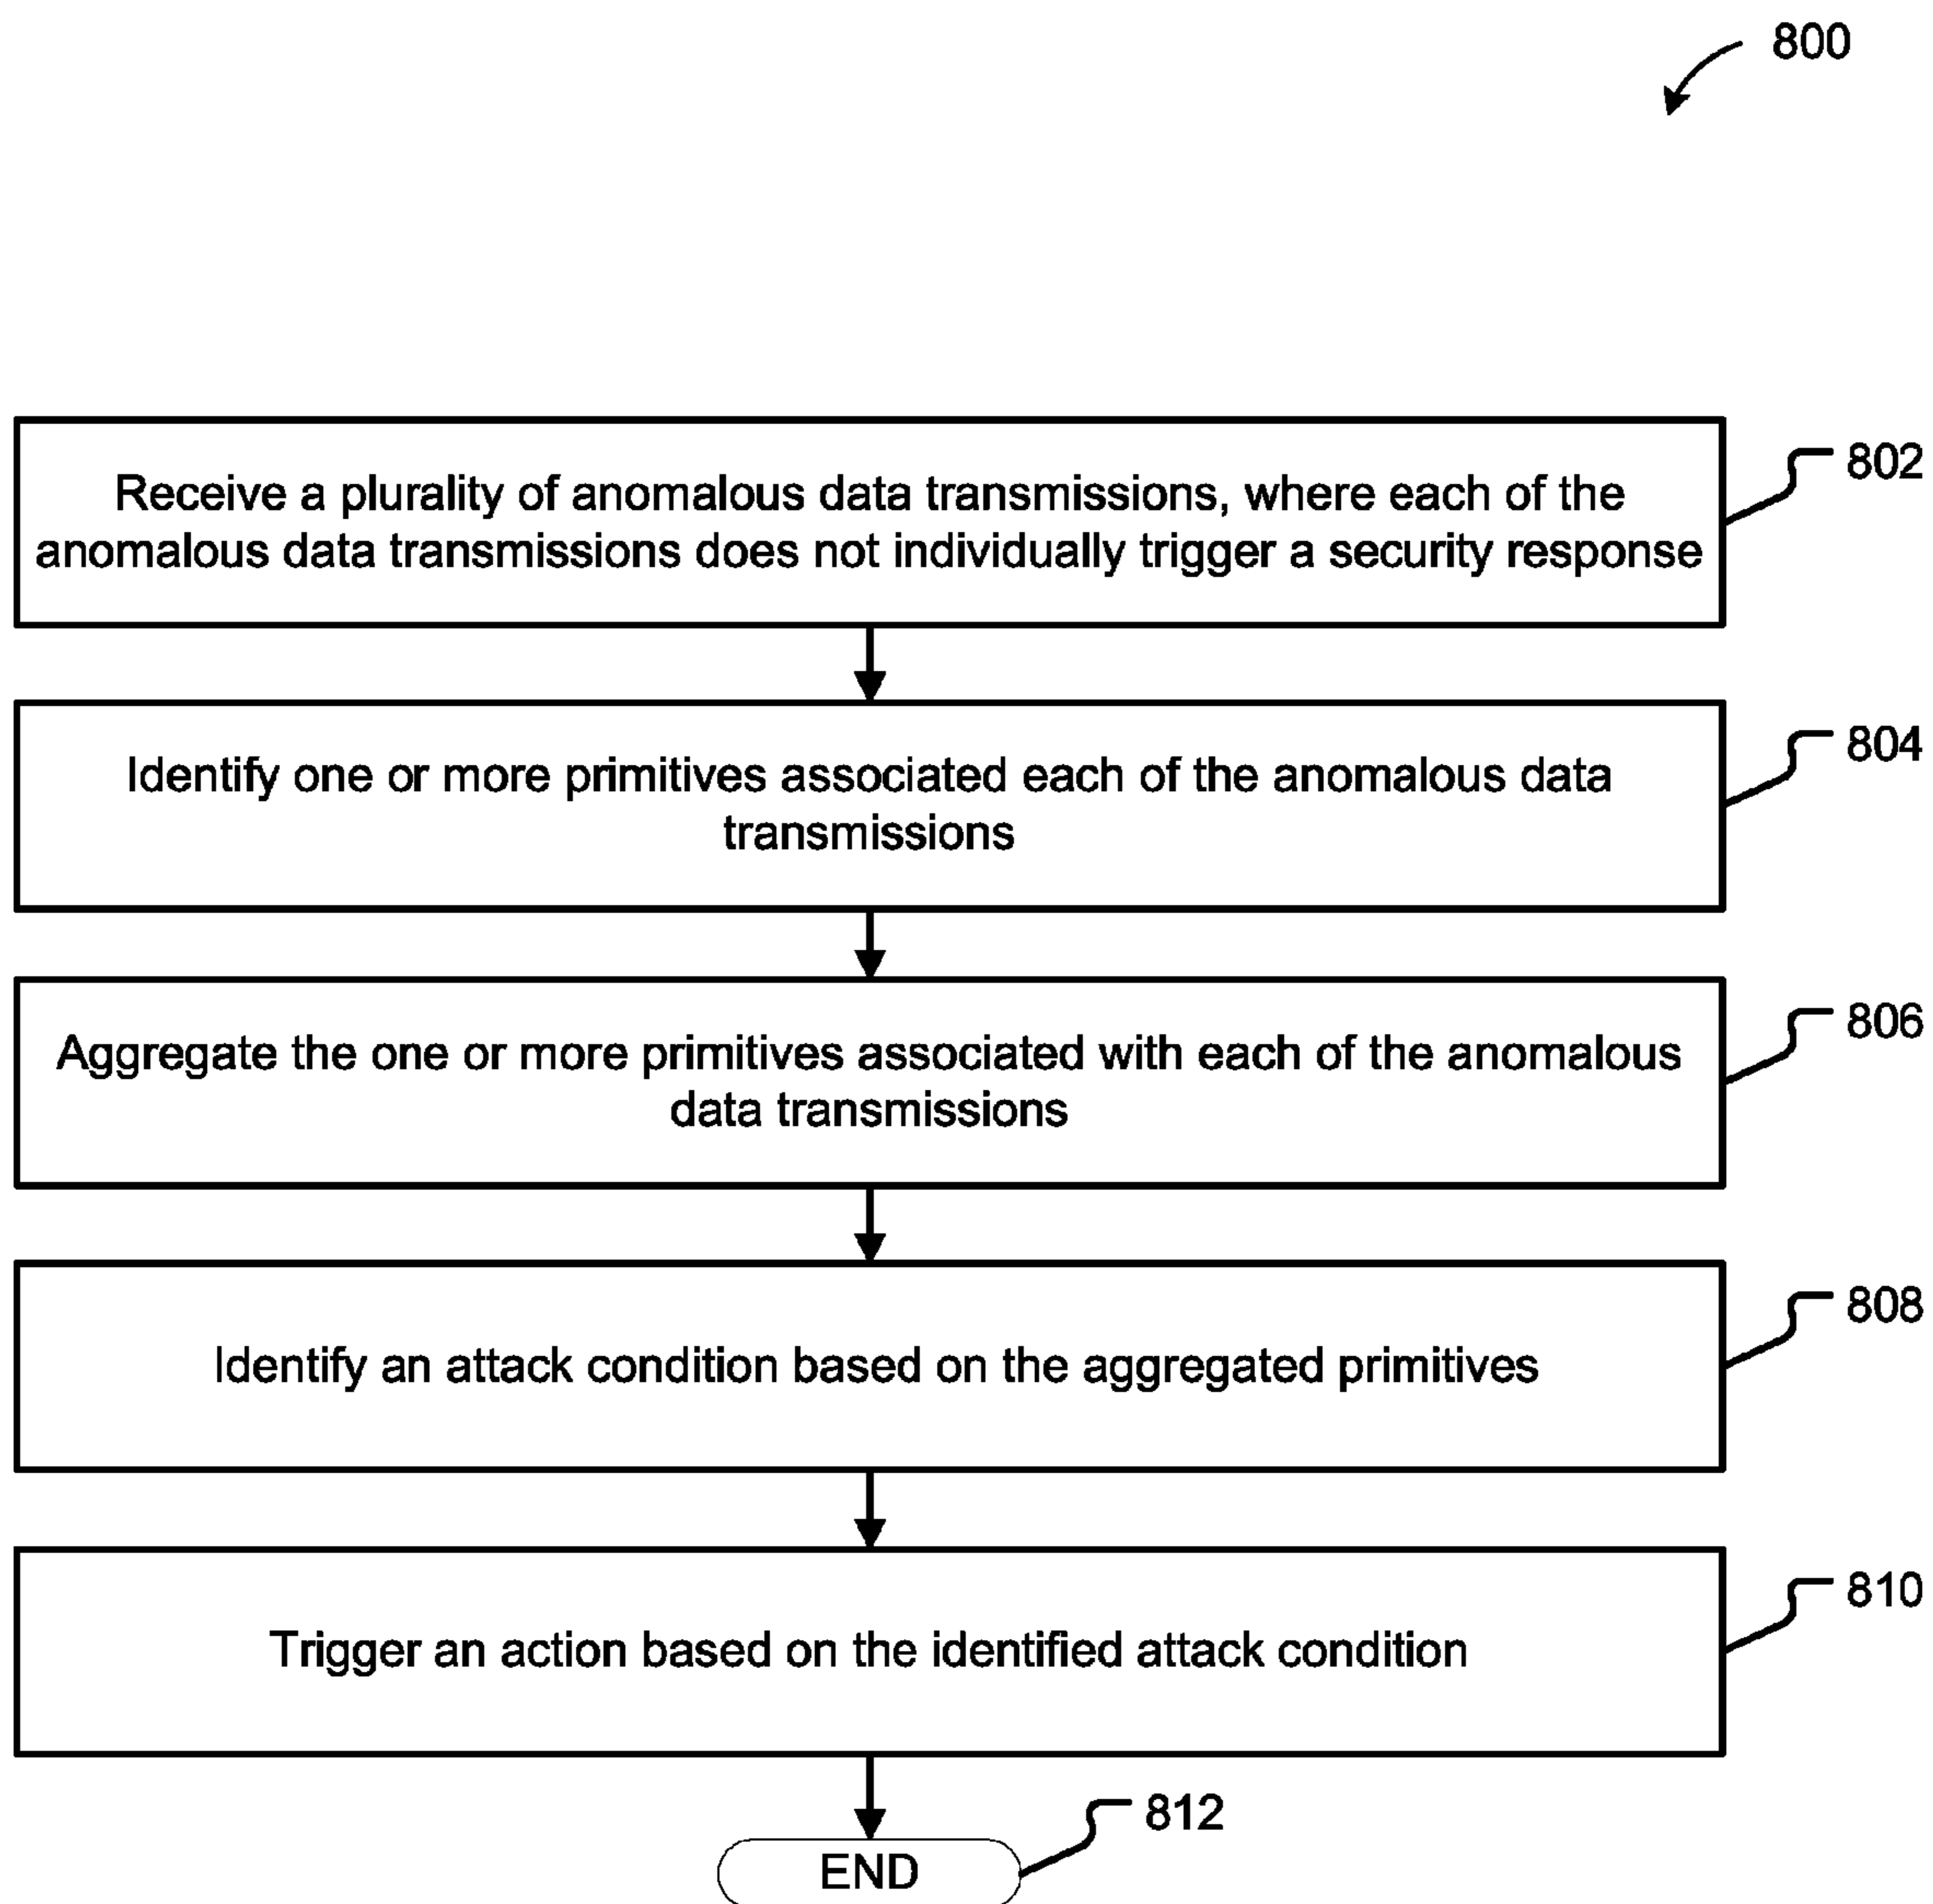 800
Receive a plurality of anomalous data transmissions, where each of the
anomalous data transmissions does not individually trigger a security response
802
Identify one or more primitives associated each of the anomalous data
transmissions
804
Aggregate the one or more primitives associated with each of the anomalous
data transmissions
806
Identify an attack condition based on the aggregated primitives
808
Trigger an action based on the identified attack condition
810
END
812